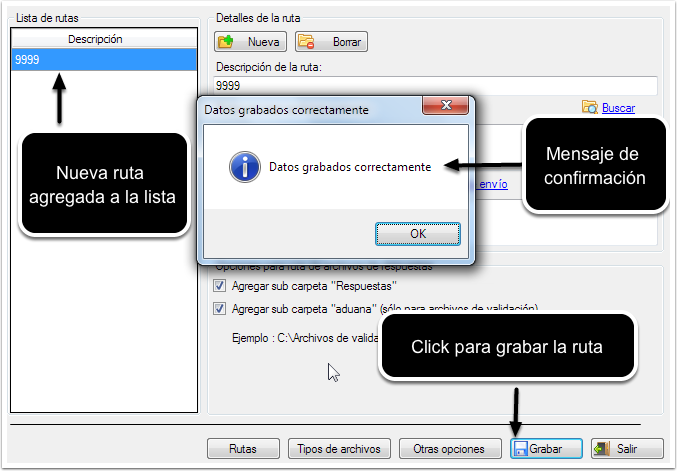 Lista de rutas
Descripción
9999
Nueva ruta
agregada a la lista
Detalles de la ruta
Nueva
Borrar
Descripción de la ruta:
9999
Buscar
Datos grabados correctamente
Datos grabados correctamente
OK
Mensaje de
confirmación
envío
Opciones para ruta de archivos de respuestas
Agregar sub carpeta "Respuestas"
Agregar sub carpeta "aduana" (sólo para archivos de validación)
Ejemplo : C:\Archivos de valida
Click para grabar la ruta
Rutas
Tipos de archivos
Otras opciones
Grabar
Salir